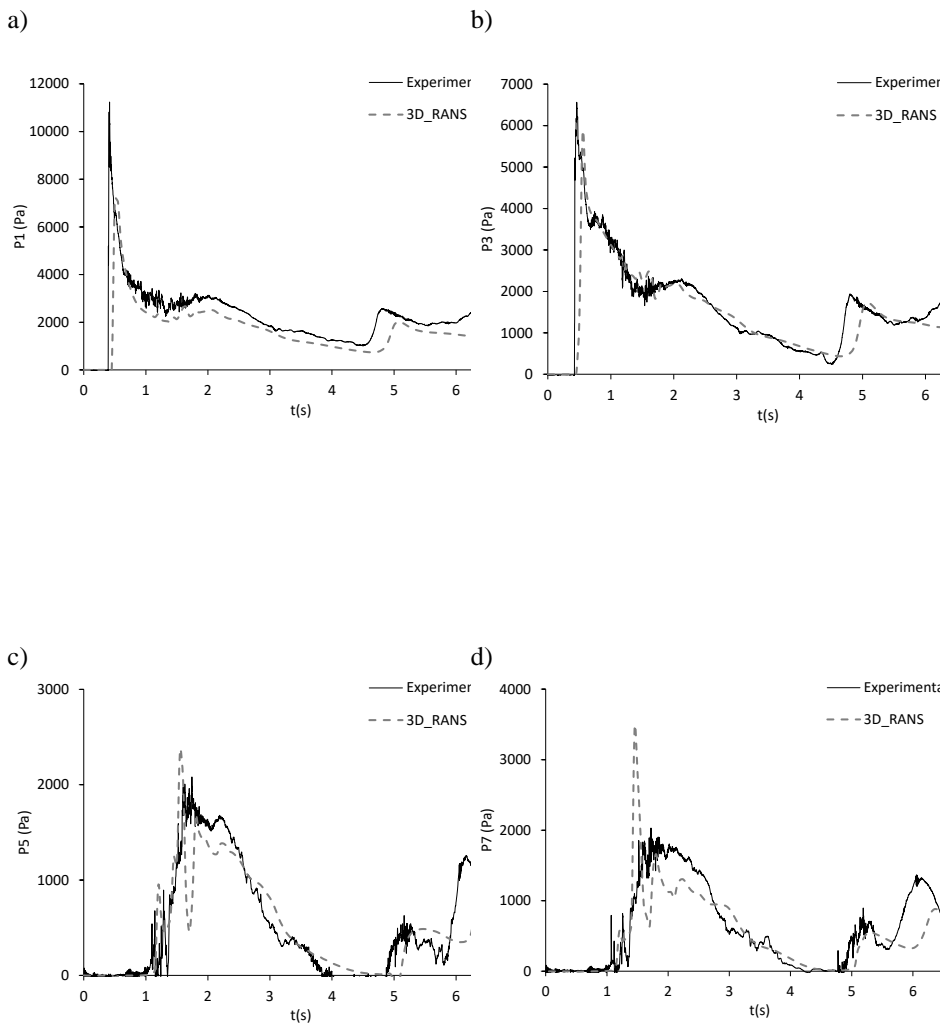 a)
b)
Experimen
3D_RANS
12000
10000
8000
6000
4000
2000
0
P1 (Pa)
0 1 2 3 4 5 6
t(s)
Experimen
3D_RANS
7000
6000
5000
4000
3000
2000
1000
0
P3 (Pa)
0 1 2 3 4 5 6
t(s)
c)
d)
Experimen
3D_RANS
3000
2000
1000
0
P5 (Pa)
0 1 2 3 4 5 6
t(s)
Experimenta
3D_RANS
4000
3000
2000
1000
0
P7 (Pa)
0 1 2 3 4 5 6
t(s)